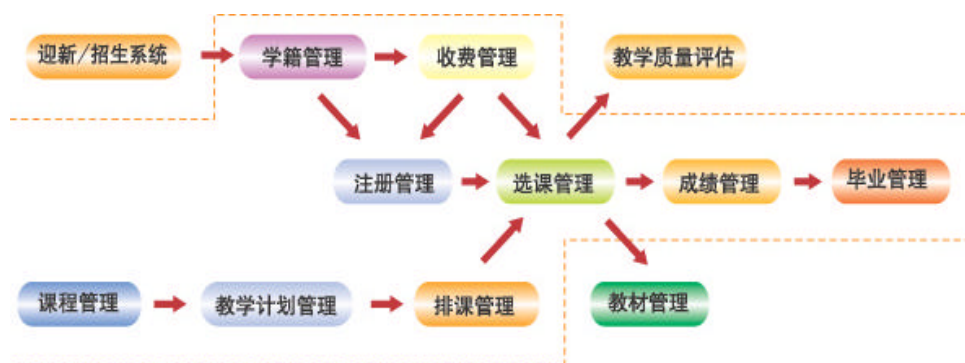 迎新/招生系统
学籍管理
收费管理
教学质量评估
注册管理
选课管理
成绩管理
毕业管理
课程管理
教学计划管理
排课管理
教材管理